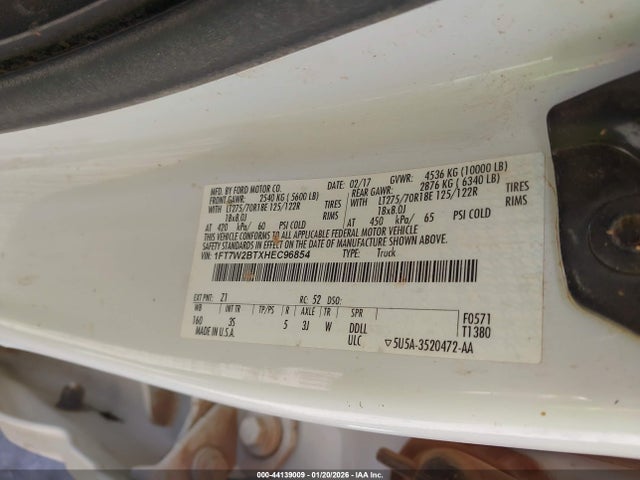 MFD. BY FORD MOTOR CO.
DATE: 02/17 GVWR: 4536 KG (10000 LB)
FRONT GAWR: 2540 KG (5600 LB) REAR GAWR: 2876 KG (6340 LB)
WITH LT275/70R18E 125/122R TIRES WITH LT275/70R18E 125/122R TIRES
18x8.0J RIMS 18x8.0J RIMS
AT 420 kPa/ 60 PSI COLD AT 450 kPa/ 65 PSI COLD
THIS VEHICLE CONFORMS TO ALL APPLICABLE FEDERAL MOTOR VEHICLE
SAFETY STANDARDS IN EFFECT ON THE DATE OF MANUFACTURE SHOWN ABOVE.
VIN: 1FT7W2BTXHEC96854 TYPE: Truck
F0571
T1380
EXT PNT: Z1 RC: 52 DSO:
WB INT TR TP/PS R AXLE TR SPR
160 3S 5 3J W DDLL
MADE IN U.S.A. ULC ▽5U5A-3520472-AA
000-44139009 | 01/20/2026 | IAA Inc.